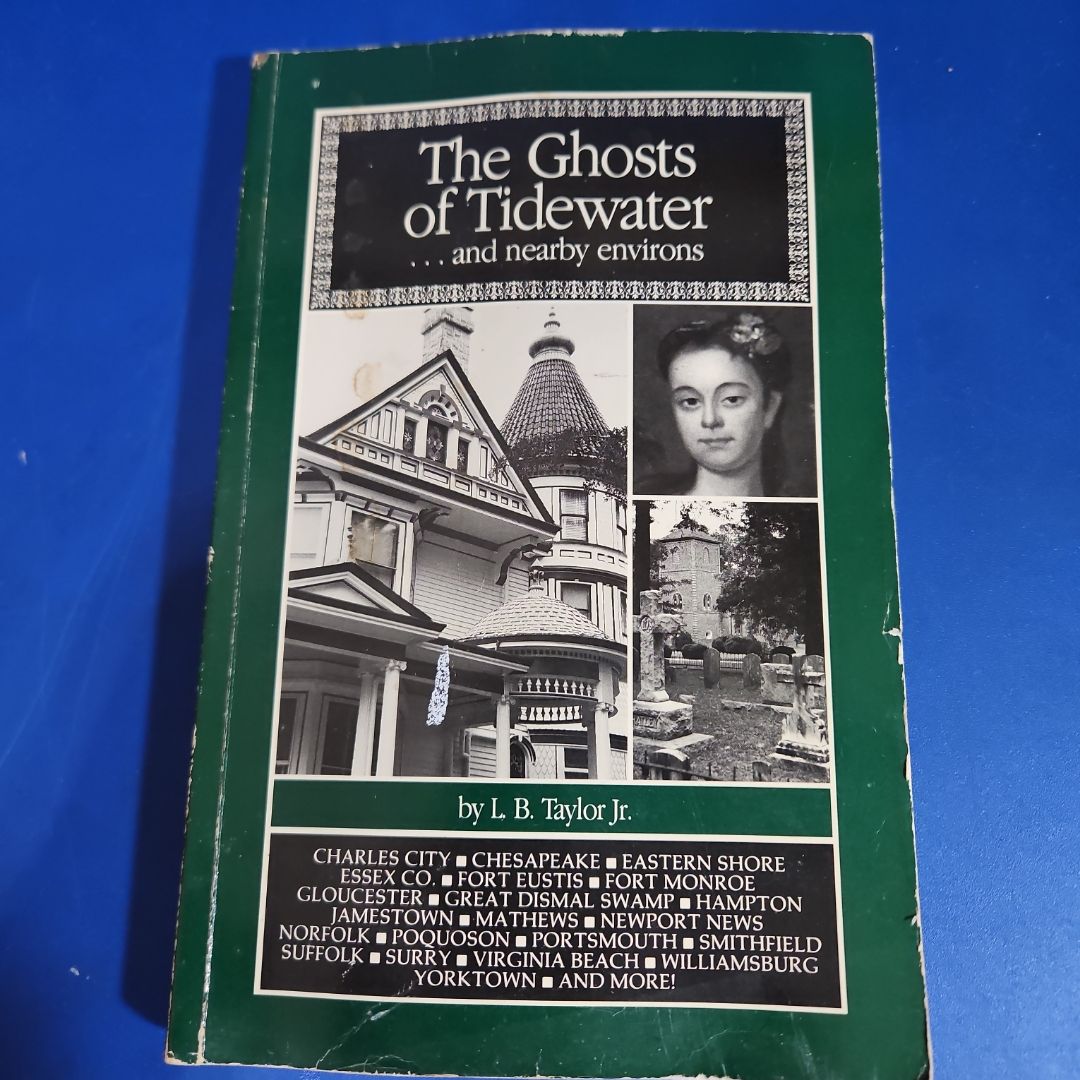 The Ghosts
of Tidewater
...and nearby environs
by L. B. Taylor Jr.
CHARLES CITY ■ CHESAPEAKE ■ EASTERN SHORE
ESSEX CO. ■ FORT EUSTIS ■ FORT MONROE
GLOUCESTER ■ GREAT DISMAL SWAMP ■ HAMPTON
JAMESTOWN ■ MATHEWS ■ NEWPORT NEWS
NORFOLK ■ POQUOSON ■ PORTSMOUTH ■ SMITHFIELD
SUFFOLK ■ SURRY ■ VIRGINIA BEACH ■ WILLIAMSBURG
YORKTOWN ■ AND MORE!